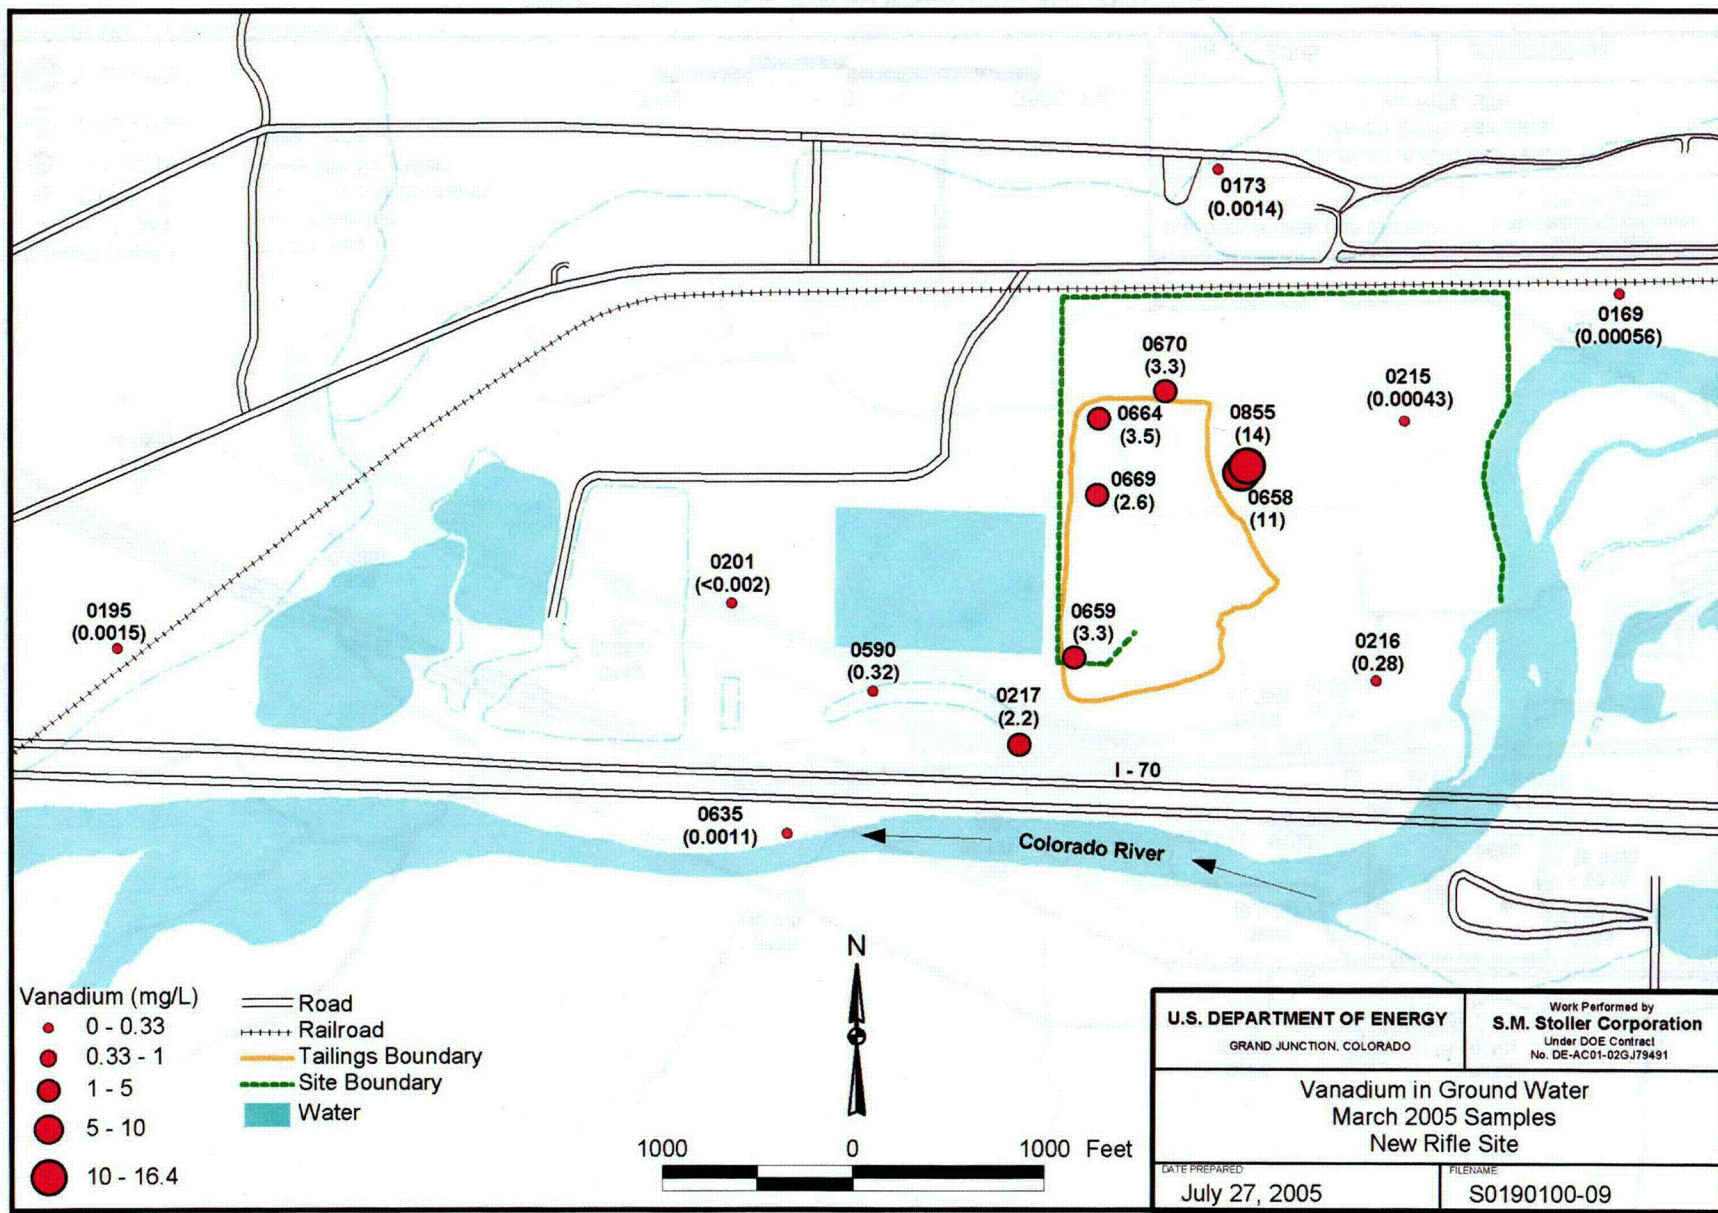 0173
(0.0014)
0169
(0.00056)
0670
(3.3)
0215
(0.00043)
0664
(3.5)
0855
(14)
0669
(2.6)
0658
(11)
0201
(<0.002)
0195
(0.0015)
0659
(3.3)
0590
(0.32)
0216
(0.28)
0217
(2.2)
I - 70
0635
(0.0011)
Colorado River
N
Vanadium (mg/L)
0 - 0.33
0.33 - 1
1 - 5
5 - 10
10 - 16.4
Road
Railroad
Tailings Boundary
Site Boundary
Water
1000 0 1000 Feet
U.S. DEPARTMENT OF ENERGY
GRAND JUNCTION, COLORADO
Work Performed by
S.M. Stoller Corporation
Under DOE Contract
No. DE-AC01-02GJ79491
Vanadium in Ground Water
March 2005 Samples
New Rifle Site
DATE PREPARED
July 27, 2005
FILENAME
S0190100-09